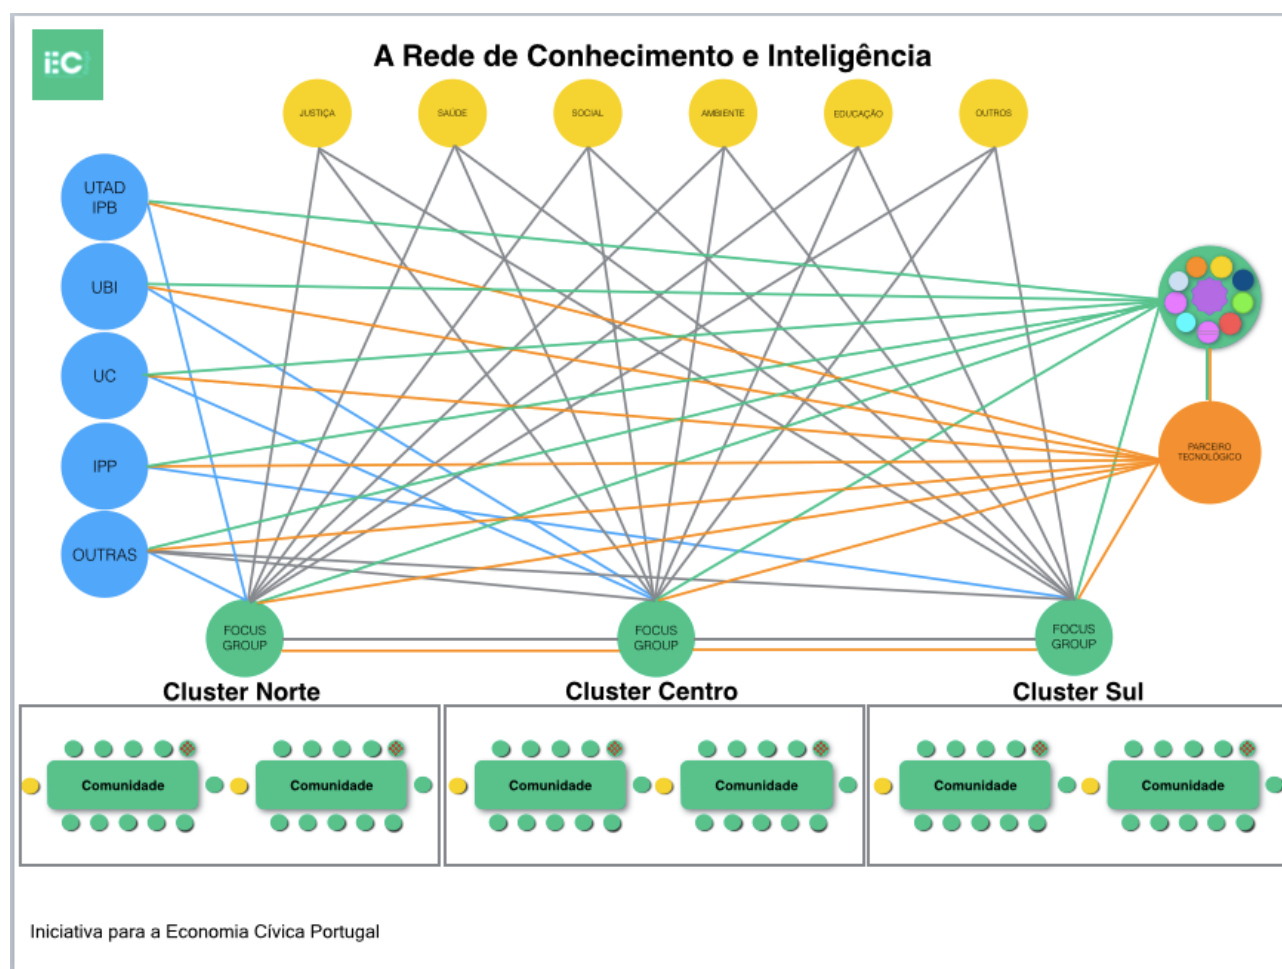 iEC
A Rede de Conhecimento e Inteligência
JUSTIÇA
SAÚDE
SOCIAL
AMBIENTE
EDUCAÇÃO
OUTROS
UTAD
IPB
UBI
UC
IPP
OUTRAS
PARCEIRO
TECNOLÓGICO
FOCUS
GROUP
FOCUS
GROUP
FOCUS
GROUP
Cluster Norte
Cluster Centro
Cluster Sul
Comunidade
Comunidade
Comunidade
Comunidade
Comunidade
Comunidade
Iniciativa para a Economia Cívica Portugal